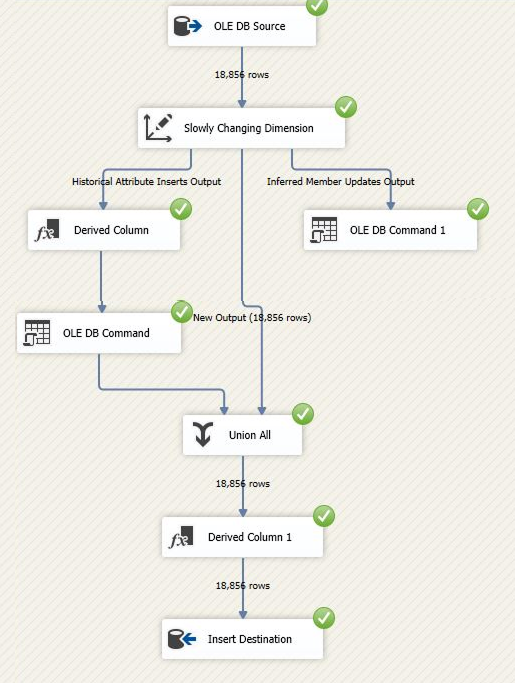 OLE DB Source
18,856 rows
Slowly Changing Dimension
Historical Attribute Inserts Output
Inferred Member Updates Output
fx Derived Column
OLE DB Command 1
OLE DB Command
New Output (18,856 rows)
Union All
18,856 rows
fx Derived Column 1
18,856 rows
Insert Destination